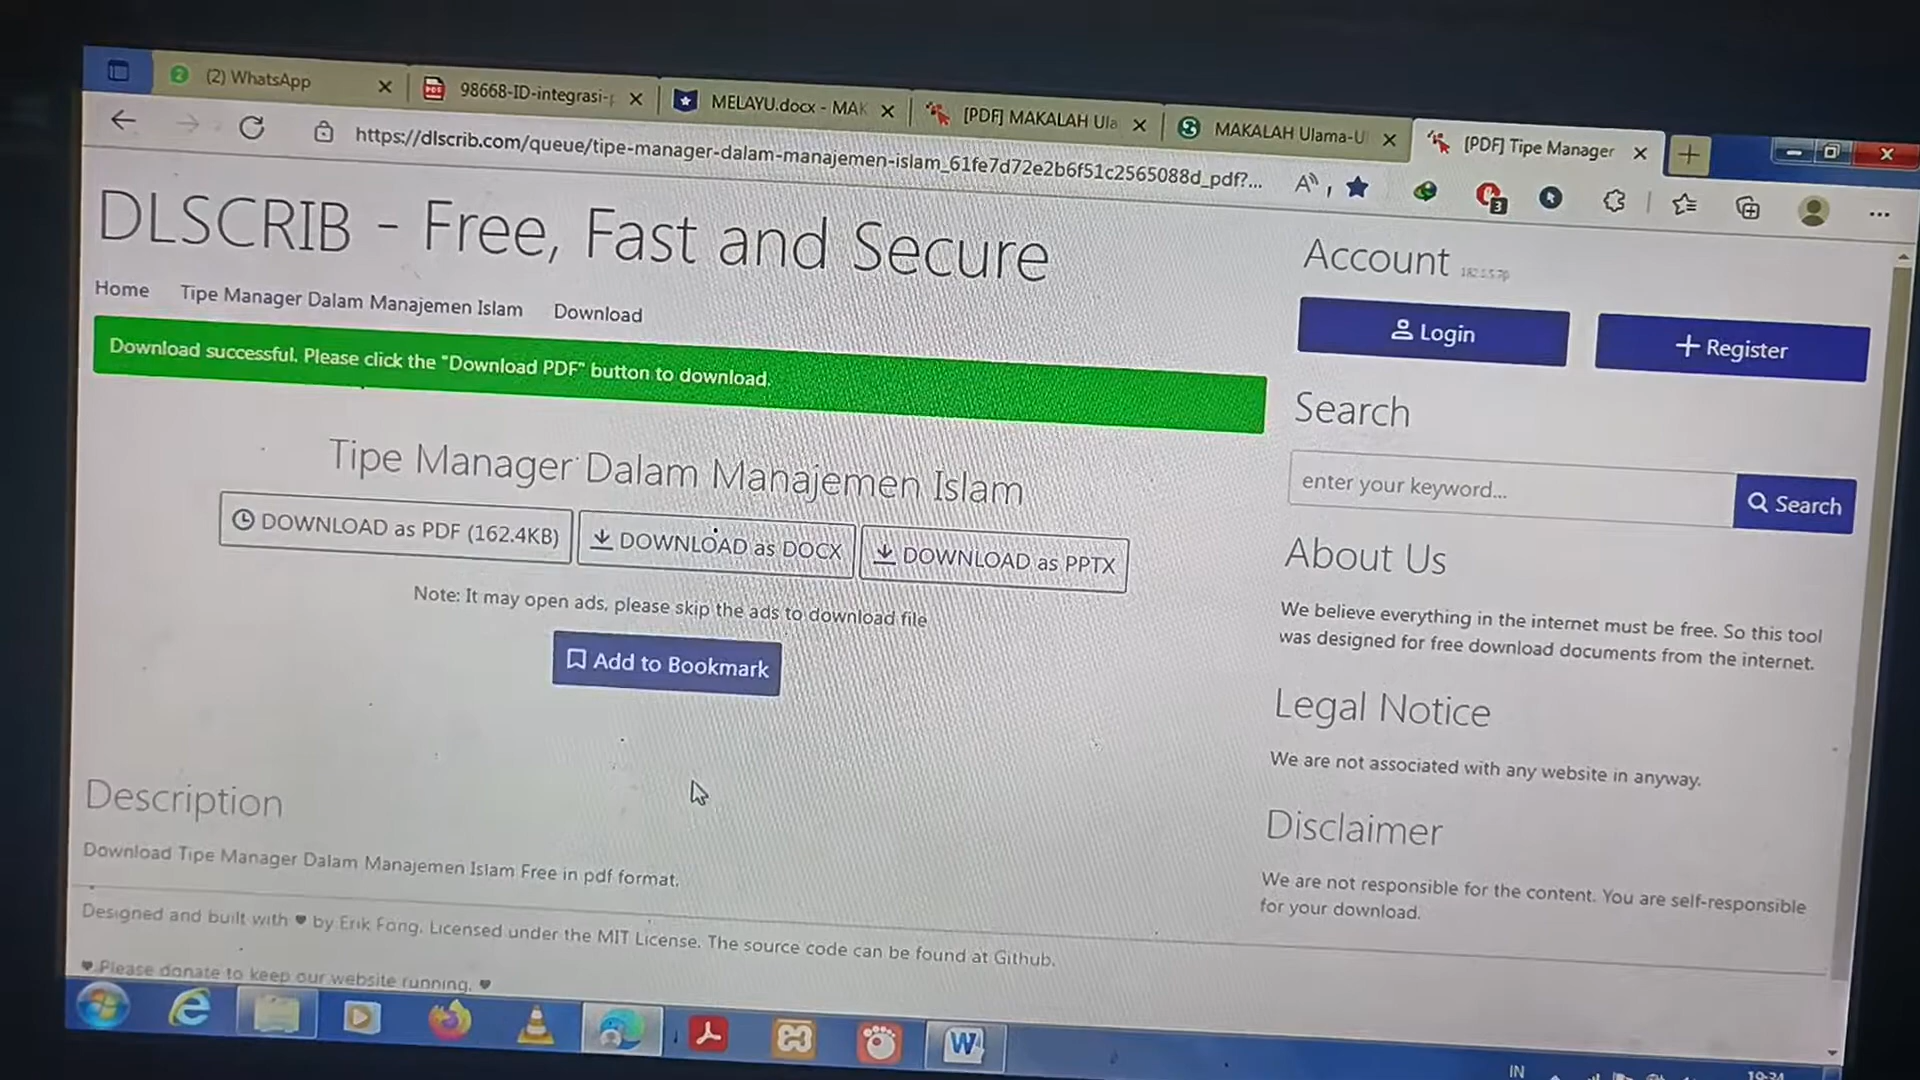 (2) WhatsApp
98668-ID-integrasi-p
MELAYU.docx - MAK
[PDF] MAKALAH Ula
MAKALAH Ulama-U
[PDF] Tipe Manager
https://dlscrib.com/queue/tipe-manager-dalam-manajemen-islam_61fe7d72e2b6f51c2565088d_pdf?...
3
DLSCRIB - Free, Fast and Secure
Home Tipe Manager Dalam Manajemen Islam Download
Download successful. Please click the "Download PDF" button to download.
Tipe Manager Dalam Manajemen Islam
DOWNLOAD as PDF (162.4KB)
DOWNLOAD as DOCX
DOWNLOAD as PPTX
Note: It may open ads, please skip the ads to download file
Add to Bookmark
Description
Download Tipe Manager Dalam Manajemen Islam Free in pdf format.
Designed and built with ♥ by Erik Fong. Licensed under the MIT License. The source code can be found at Github.
♥ Please donate to keep our website running. ♥
Account
Login
+ Register
Search
enter your keyword...
Search
About Us
We believe everything in the internet must be free. So this tool
was designed for free download documents from the internet.
Legal Notice
We are not associated with any website in anyway.
Disclaimer
We are not responsible for the content. You are self-responsible
for your download.
IN